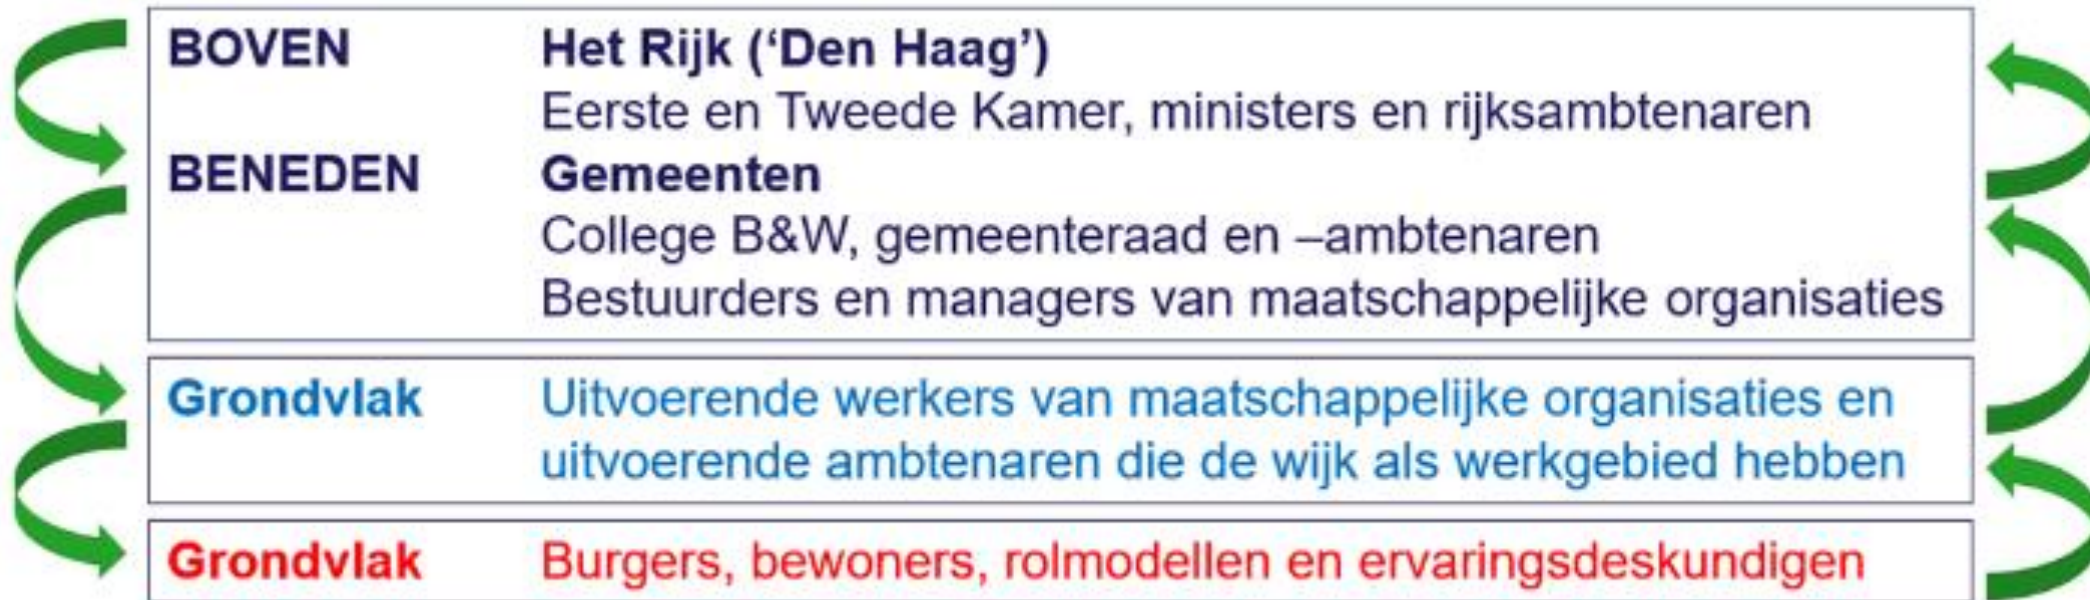 BOVEN Het Rijk (‘Den Haag’)
Eerste en Tweede Kamer, ministers en rijksambtenaren
BENEDEN Gemeenten
College B&W, gemeenteraad en –ambtenaren
Bestuurders en managers van maatschappelijke organisaties
Grondvlak Uitvoerende werkers van maatschappelijke organisaties en
uitvoerende ambtenaren die de wijk als werkgebied hebben
Grondvlak Burgers, bewoners, rolmodellen en ervaringsdeskundigen